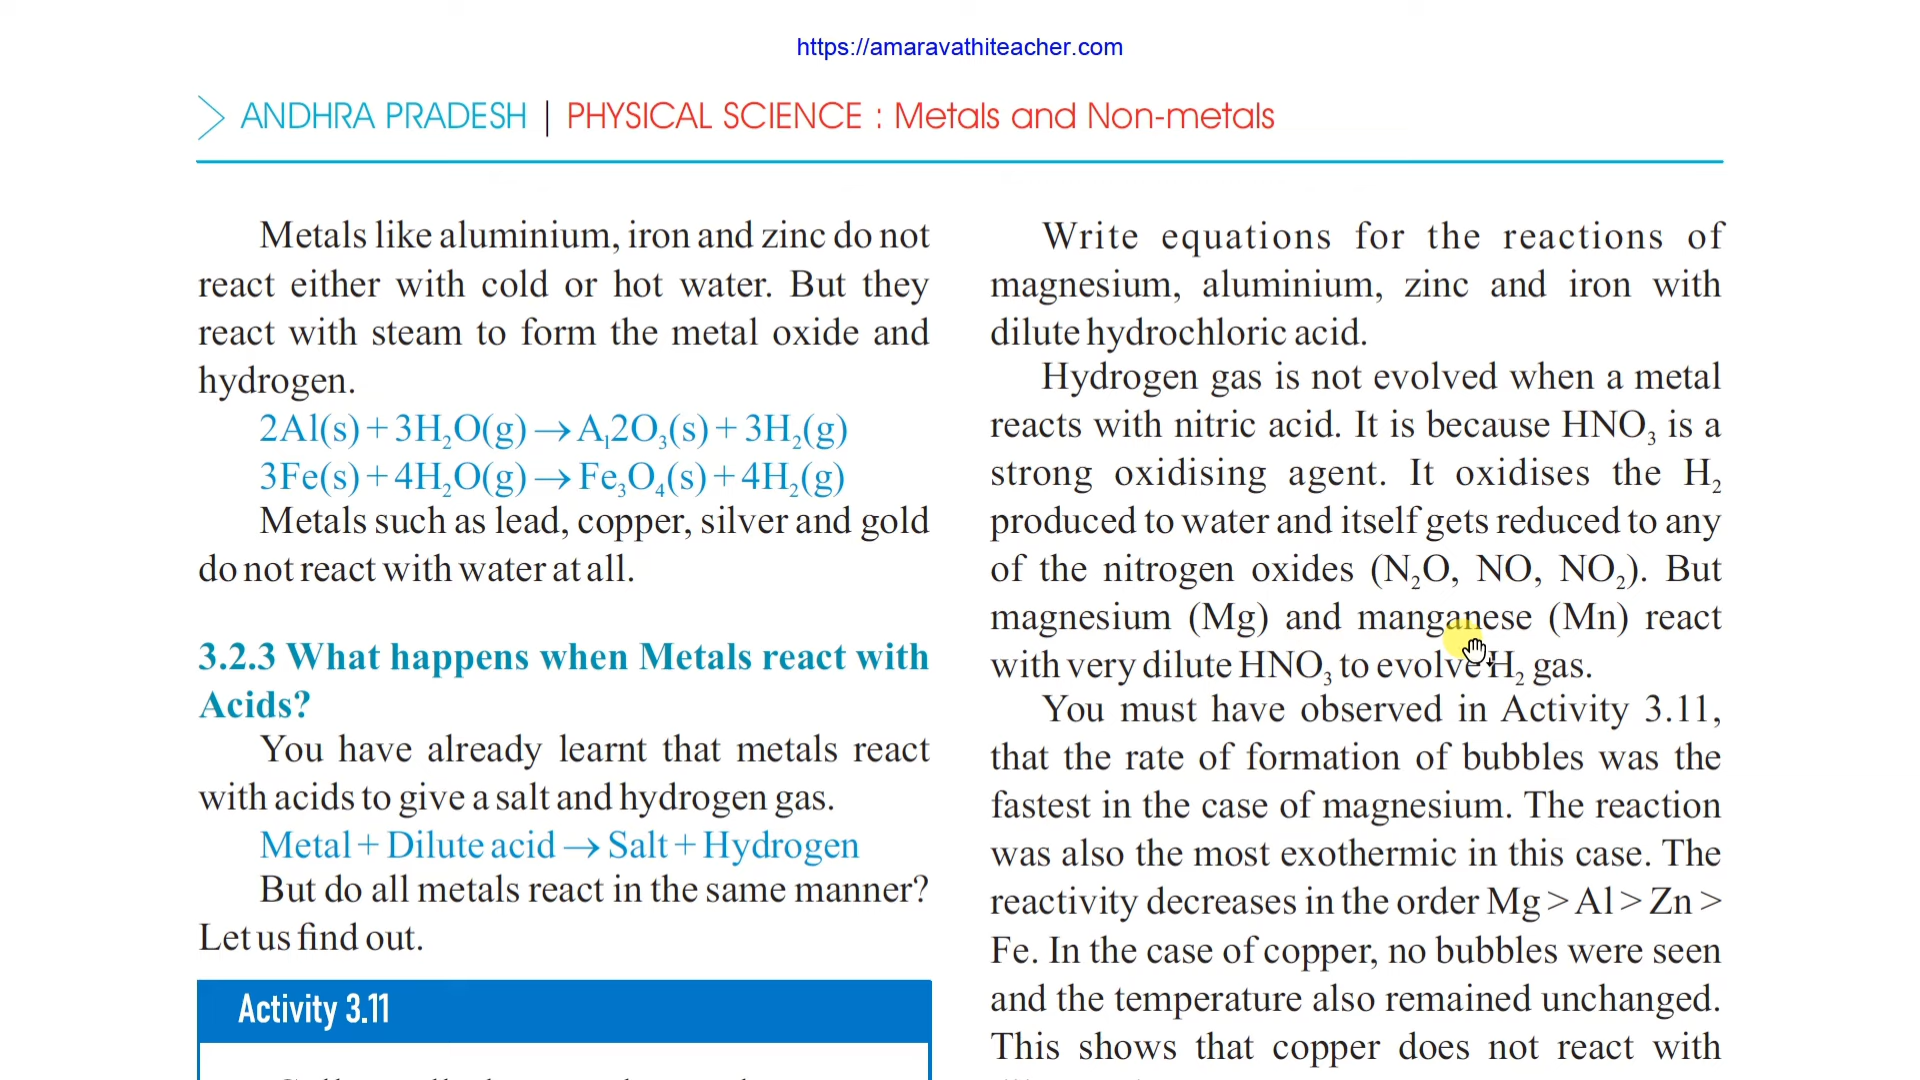 https://amaravathiteacher.com
ANDHRA PRADESH | PHYSICAL SCIENCE : Metals and Non-metals
Metals like aluminium, iron and zinc do not
react either with cold or hot water. But they
react with steam to form the metal oxide and
hydrogen.
2Al(s) + 3H₂O(g) → Aₗ2O₃(s) + 3H₂(g)
3Fe(s) + 4H₂O(g) → Fe₃O₄(s) + 4H₂(g)
Metals such as lead, copper, silver and gold
do not react with water at all.
3.2.3 What happens when Metals react with
Acids?
You have already learnt that metals react
with acids to give a salt and hydrogen gas.
Metal + Dilute acid → Salt + Hydrogen
But do all metals react in the same manner?
Let us find out.
Activity 3.11
Write equations for the reactions of
magnesium, aluminium, zinc and iron with
dilute hydrochloric acid.
Hydrogen gas is not evolved when a metal
reacts with nitric acid. It is because HNO₃ is a
strong oxidising agent. It oxidises the H₂
produced to water and itself gets reduced to any
of the nitrogen oxides (N₂O, NO, NO₂). But
magnesium (Mg) and manganese (Mn) react
with very dilute HNO₃ to evolve H₂ gas.
You must have observed in Activity 3.11,
that the rate of formation of bubbles was the
fastest in the case of magnesium. The reaction
was also the most exothermic in this case. The
reactivity decreases in the order Mg > Al > Zn >
Fe. In the case of copper, no bubbles were seen
and the temperature also remained unchanged.
This shows that copper does not react with